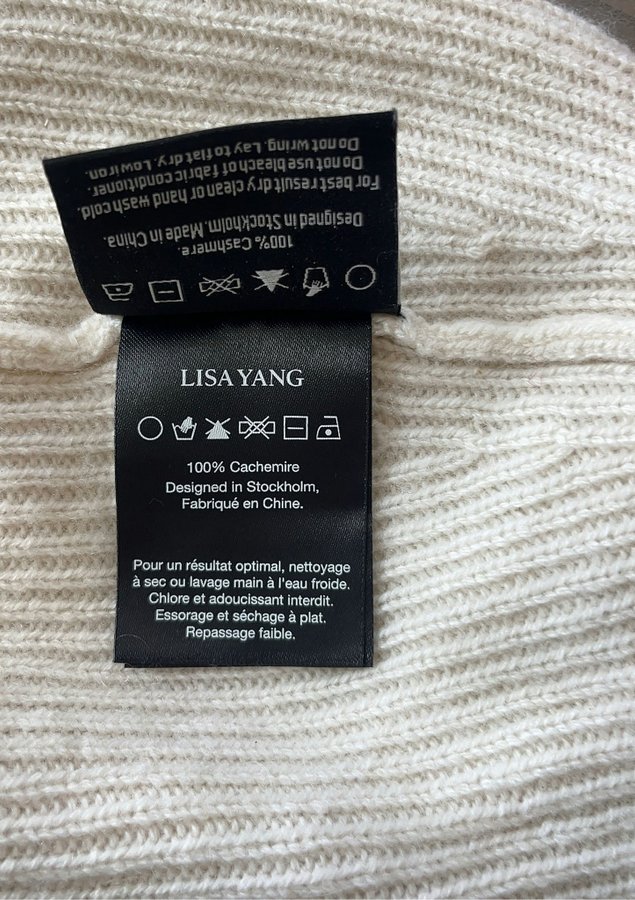 100% Cashmere.
Designed in Stockholm. Made in China.
For best result dry clean or hand wash cold.
Do not use bleach of fabric conditioner.
Do not wring. Lay to flat dry. Low iron.
LISA YANG
100% Cachemire
Designed in Stockholm,
Fabriqué en Chine.
Pour un résultat optimal, nettoyage
à sec ou lavage main à l'eau froide.
Chlore et adoucissant interdit.
Essorage et séchage à plat.
Repassage faible.